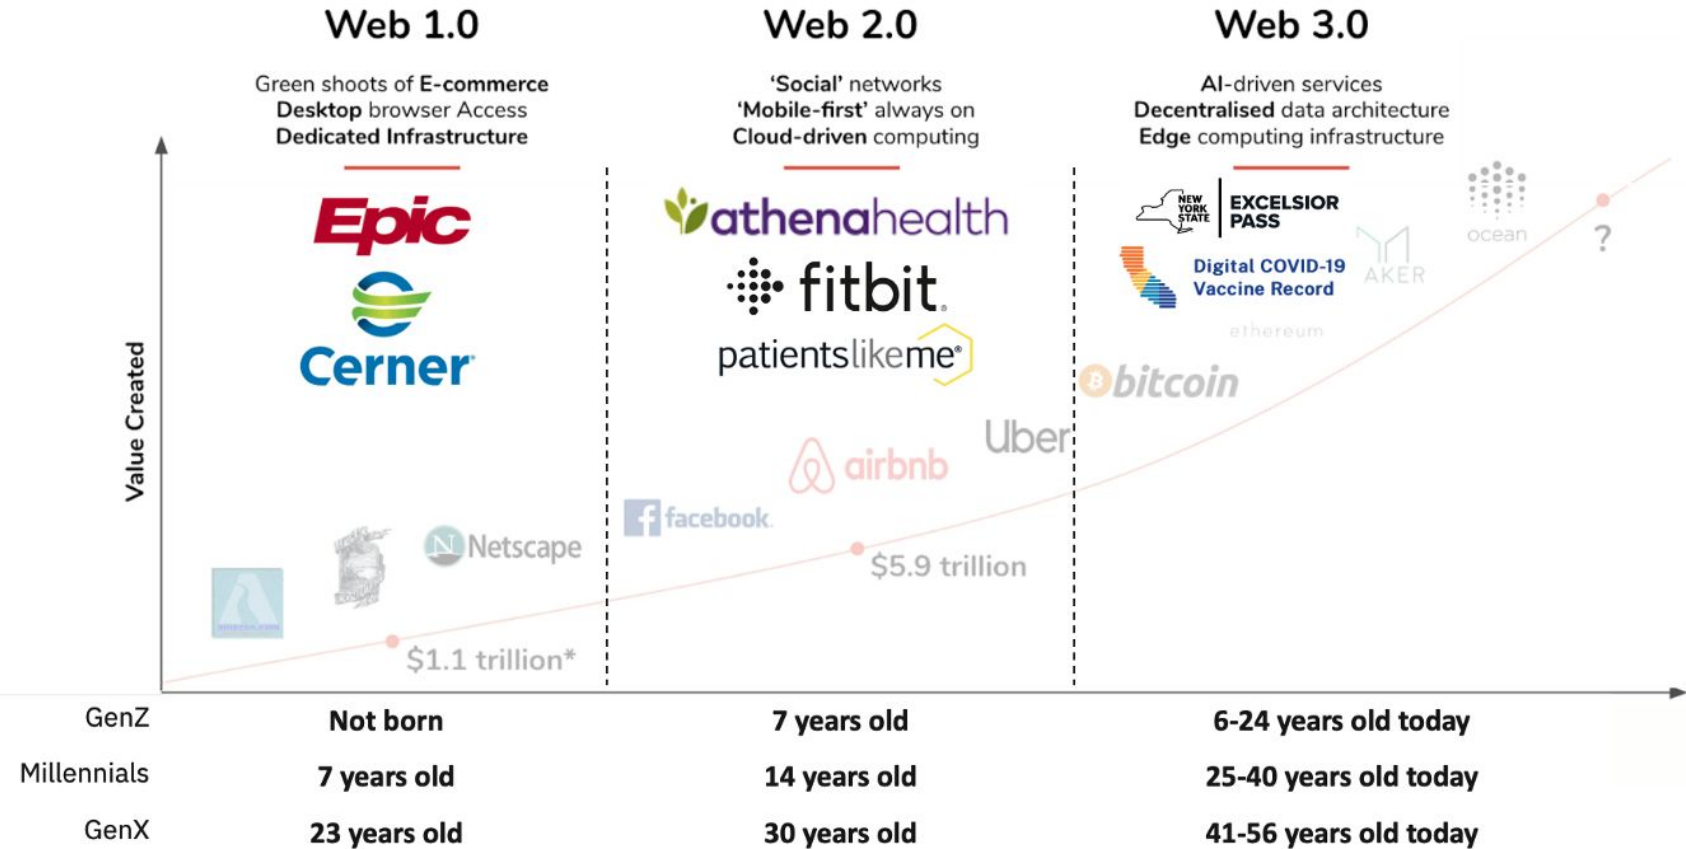 Web 1.0
Green shoots of E-commerce
Desktop browser Access
Dedicated Infrastructure
Epic
Cerner
Netscape
$1.1 trillion*
Web 2.0
'Social' networks
'Mobile-first' always on
Cloud-driven computing
athenahealth
fitbit®
patientslikeme®
Uber
airbnb
facebook.
$5.9 trillion
Web 3.0
AI-driven services
Decentralised data architecture
Edge computing infrastructure
NEW
YORK
STATE
EXCELSIOR
PASS
Digital COVID-19
Vaccine Record
AKER
ocean
?
ethereum
bitcoin
Value Created
GenZ Not born 7 years old 6-24 years old today
Millennials 7 years old 14 years old 25-40 years old today
GenX 23 years old 30 years old 41-56 years old today